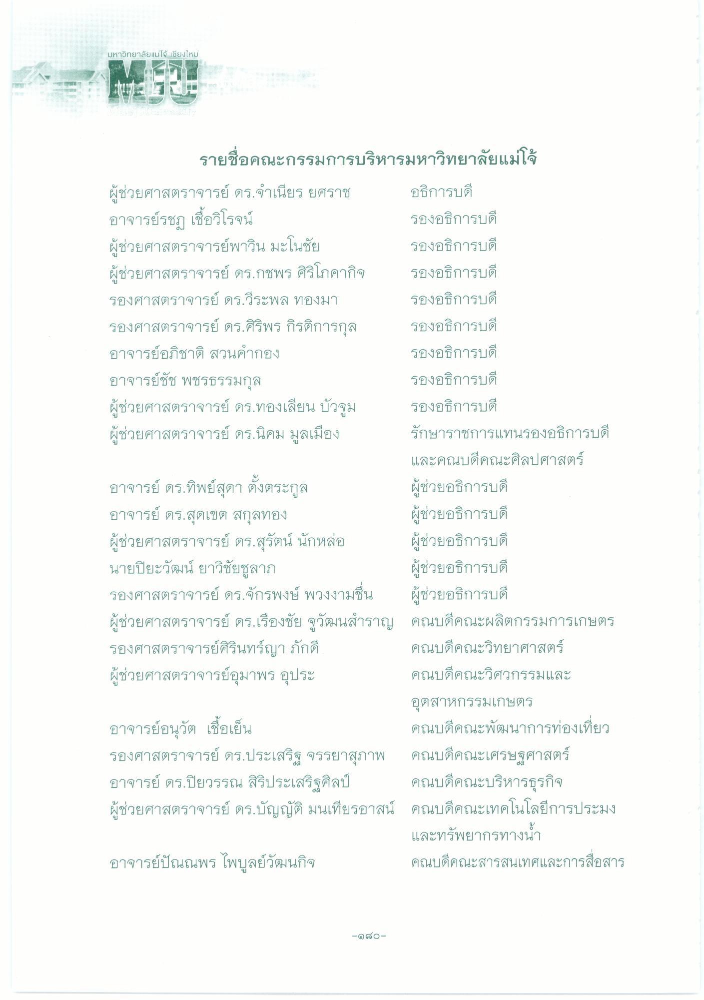 มหาวิทยาลัยแม่โจ้ เชียงใหม่
MJU
Maejo University
รายชื่อคณะกรรมการบริหารมหาวิทยาลัยแม่โจ้
ผู้ช่วยศาสตราจารย์ ดร.จำเนียร ยศราช อธิการบดี
อาจารย์รชฏ เชื้อวิโรจน์ รองอธิการบดี
ผู้ช่วยศาสตราจารย์พาวิน มะโนชัย รองอธิการบดี
ผู้ช่วยศาสตราจารย์ ดร.กชพร ศิริโภคากิจ รองอธิการบดี
รองศาสตราจารย์ ดร.วีระพล ทองมา รองอธิการบดี
รองศาสตราจารย์ ดร.ศิริพร กิรติการกุล รองอธิการบดี
อาจารย์อภิชาติ สวนคำกอง รองอธิการบดี
อาจารย์ชัช พชรธรรมกุล รองอธิการบดี
ผู้ช่วยศาสตราจารย์ ดร.ทองเลียน บัวจูม รองอธิการบดี
ผู้ช่วยศาสตราจารย์ ดร.นิคม มูลเมือง รักษาราชการแทนรองอธิการบดี
และคณบดีคณะศิลปศาสตร์
อาจารย์ ดร.ทิพย์สุดา ตั้งตระกูล ผู้ช่วยอธิการบดี
อาจารย์ ดร.สุดเขต สกุลทอง ผู้ช่วยอธิการบดี
ผู้ช่วยศาสตราจารย์ ดร.สุรัตน์ นักหล่อ ผู้ช่วยอธิการบดี
นายปิยะวัฒน์ ยาวิชัยชูลาภ ผู้ช่วยอธิการบดี
รองศาสตราจารย์ ดร.จักรพงษ์ พวงงามชื่น ผู้ช่วยอธิการบดี
ผู้ช่วยศาสตราจารย์ ดร.เรืองชัย จูวัฒนสำราญ คณบดีคณะผลิตกรรมการเกษตร
รองศาสตราจารย์ศิรินทร์ญา ภักดี คณบดีคณะวิทยาศาสตร์
ผู้ช่วยศาสตราจารย์อุมาพร อุประ คณบดีคณะวิศวกรรมและ
อุตสาหกรรมเกษตร
อาจารย์อนุวัต เชื้อเย็น คณบดีคณะพัฒนาการท่องเที่ยว
รองศาสตราจารย์ ดร.ประเสริฐ จรรยาสุภาพ คณบดีคณะเศรษฐศาสตร์
อาจารย์ ดร.ปิยวรรณ สิริประเสริฐศิลป์ คณบดีคณะบริหารธุรกิจ
ผู้ช่วยศาสตราจารย์ ดร.บัญญัติ มนเทียรอาสน์ คณบดีคณะเทคโนโลยีการประมง
และทรัพยากรทางน้ำ
อาจารย์ปัณณพร ไพบูลย์วัฒนกิจ คณบดีคณะสารสนเทศและการสื่อสาร
-๑๘๐-